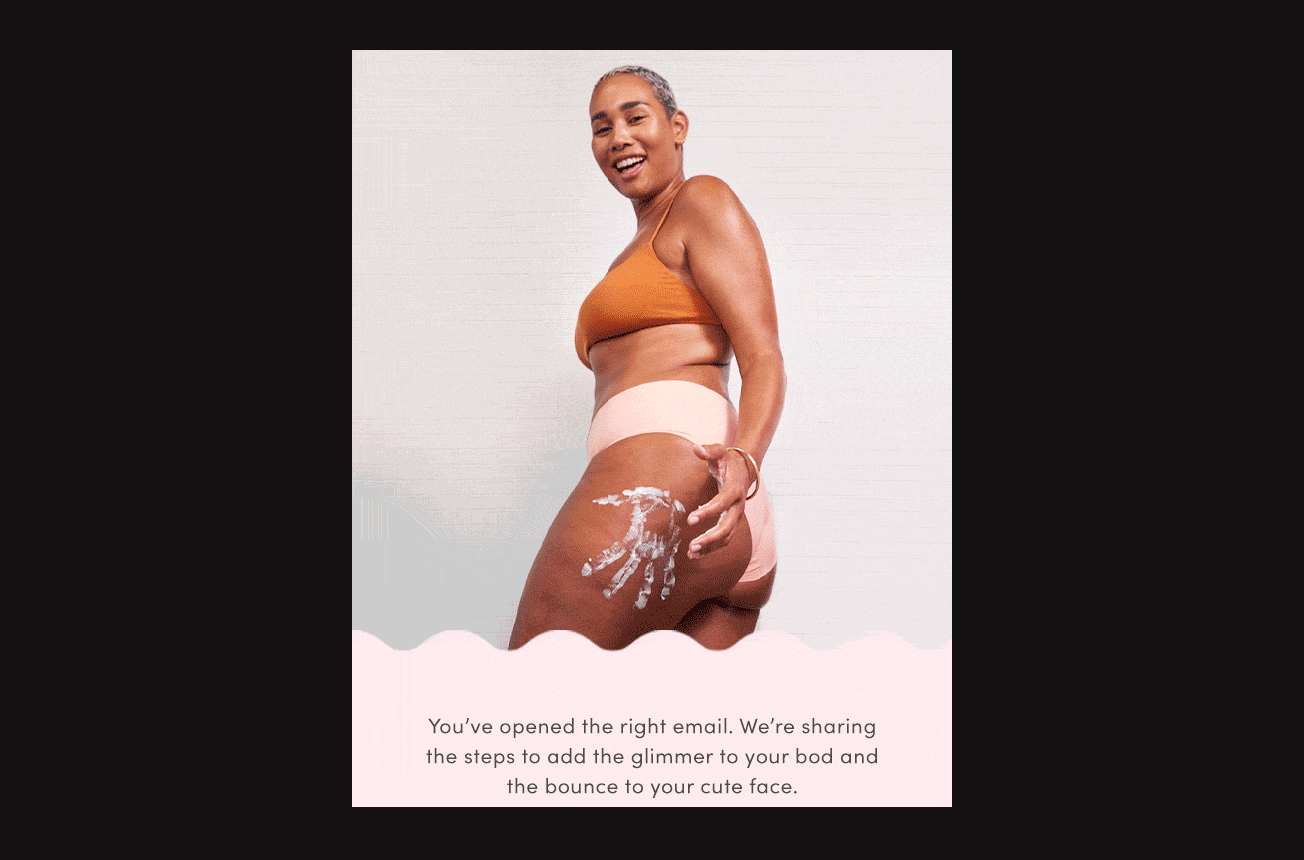 You’ve opened the right email. We’re sharing
the steps to add the glimmer to your bod and
the bounce to your cute face.